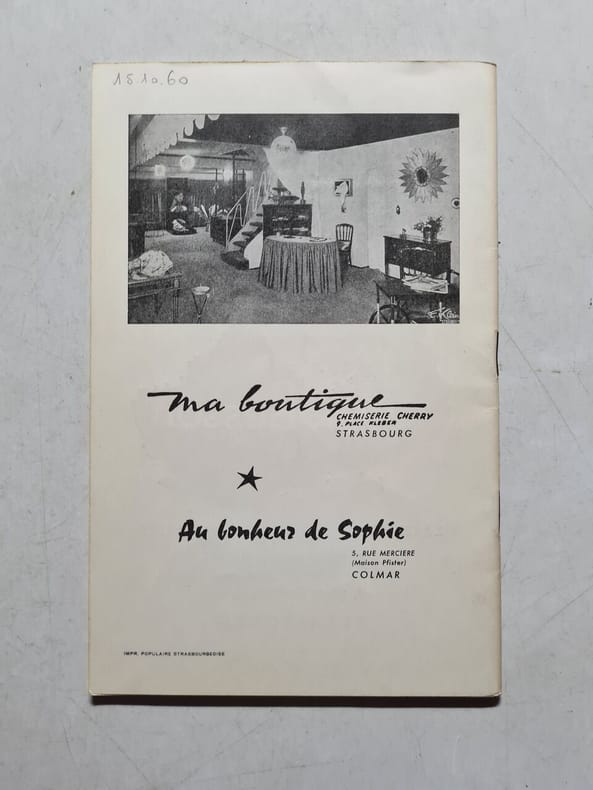 18.10.60
E. Klein
ma boutique
CHEMISERIE CHERRY
9, PLACE KLEBER
STRASBOURG
Au bonheur de Sophie
5, RUE MERCIERE
(Maison Pfister)
COLMAR
IMPR. POPULAIRE STRASBOURGEOISE